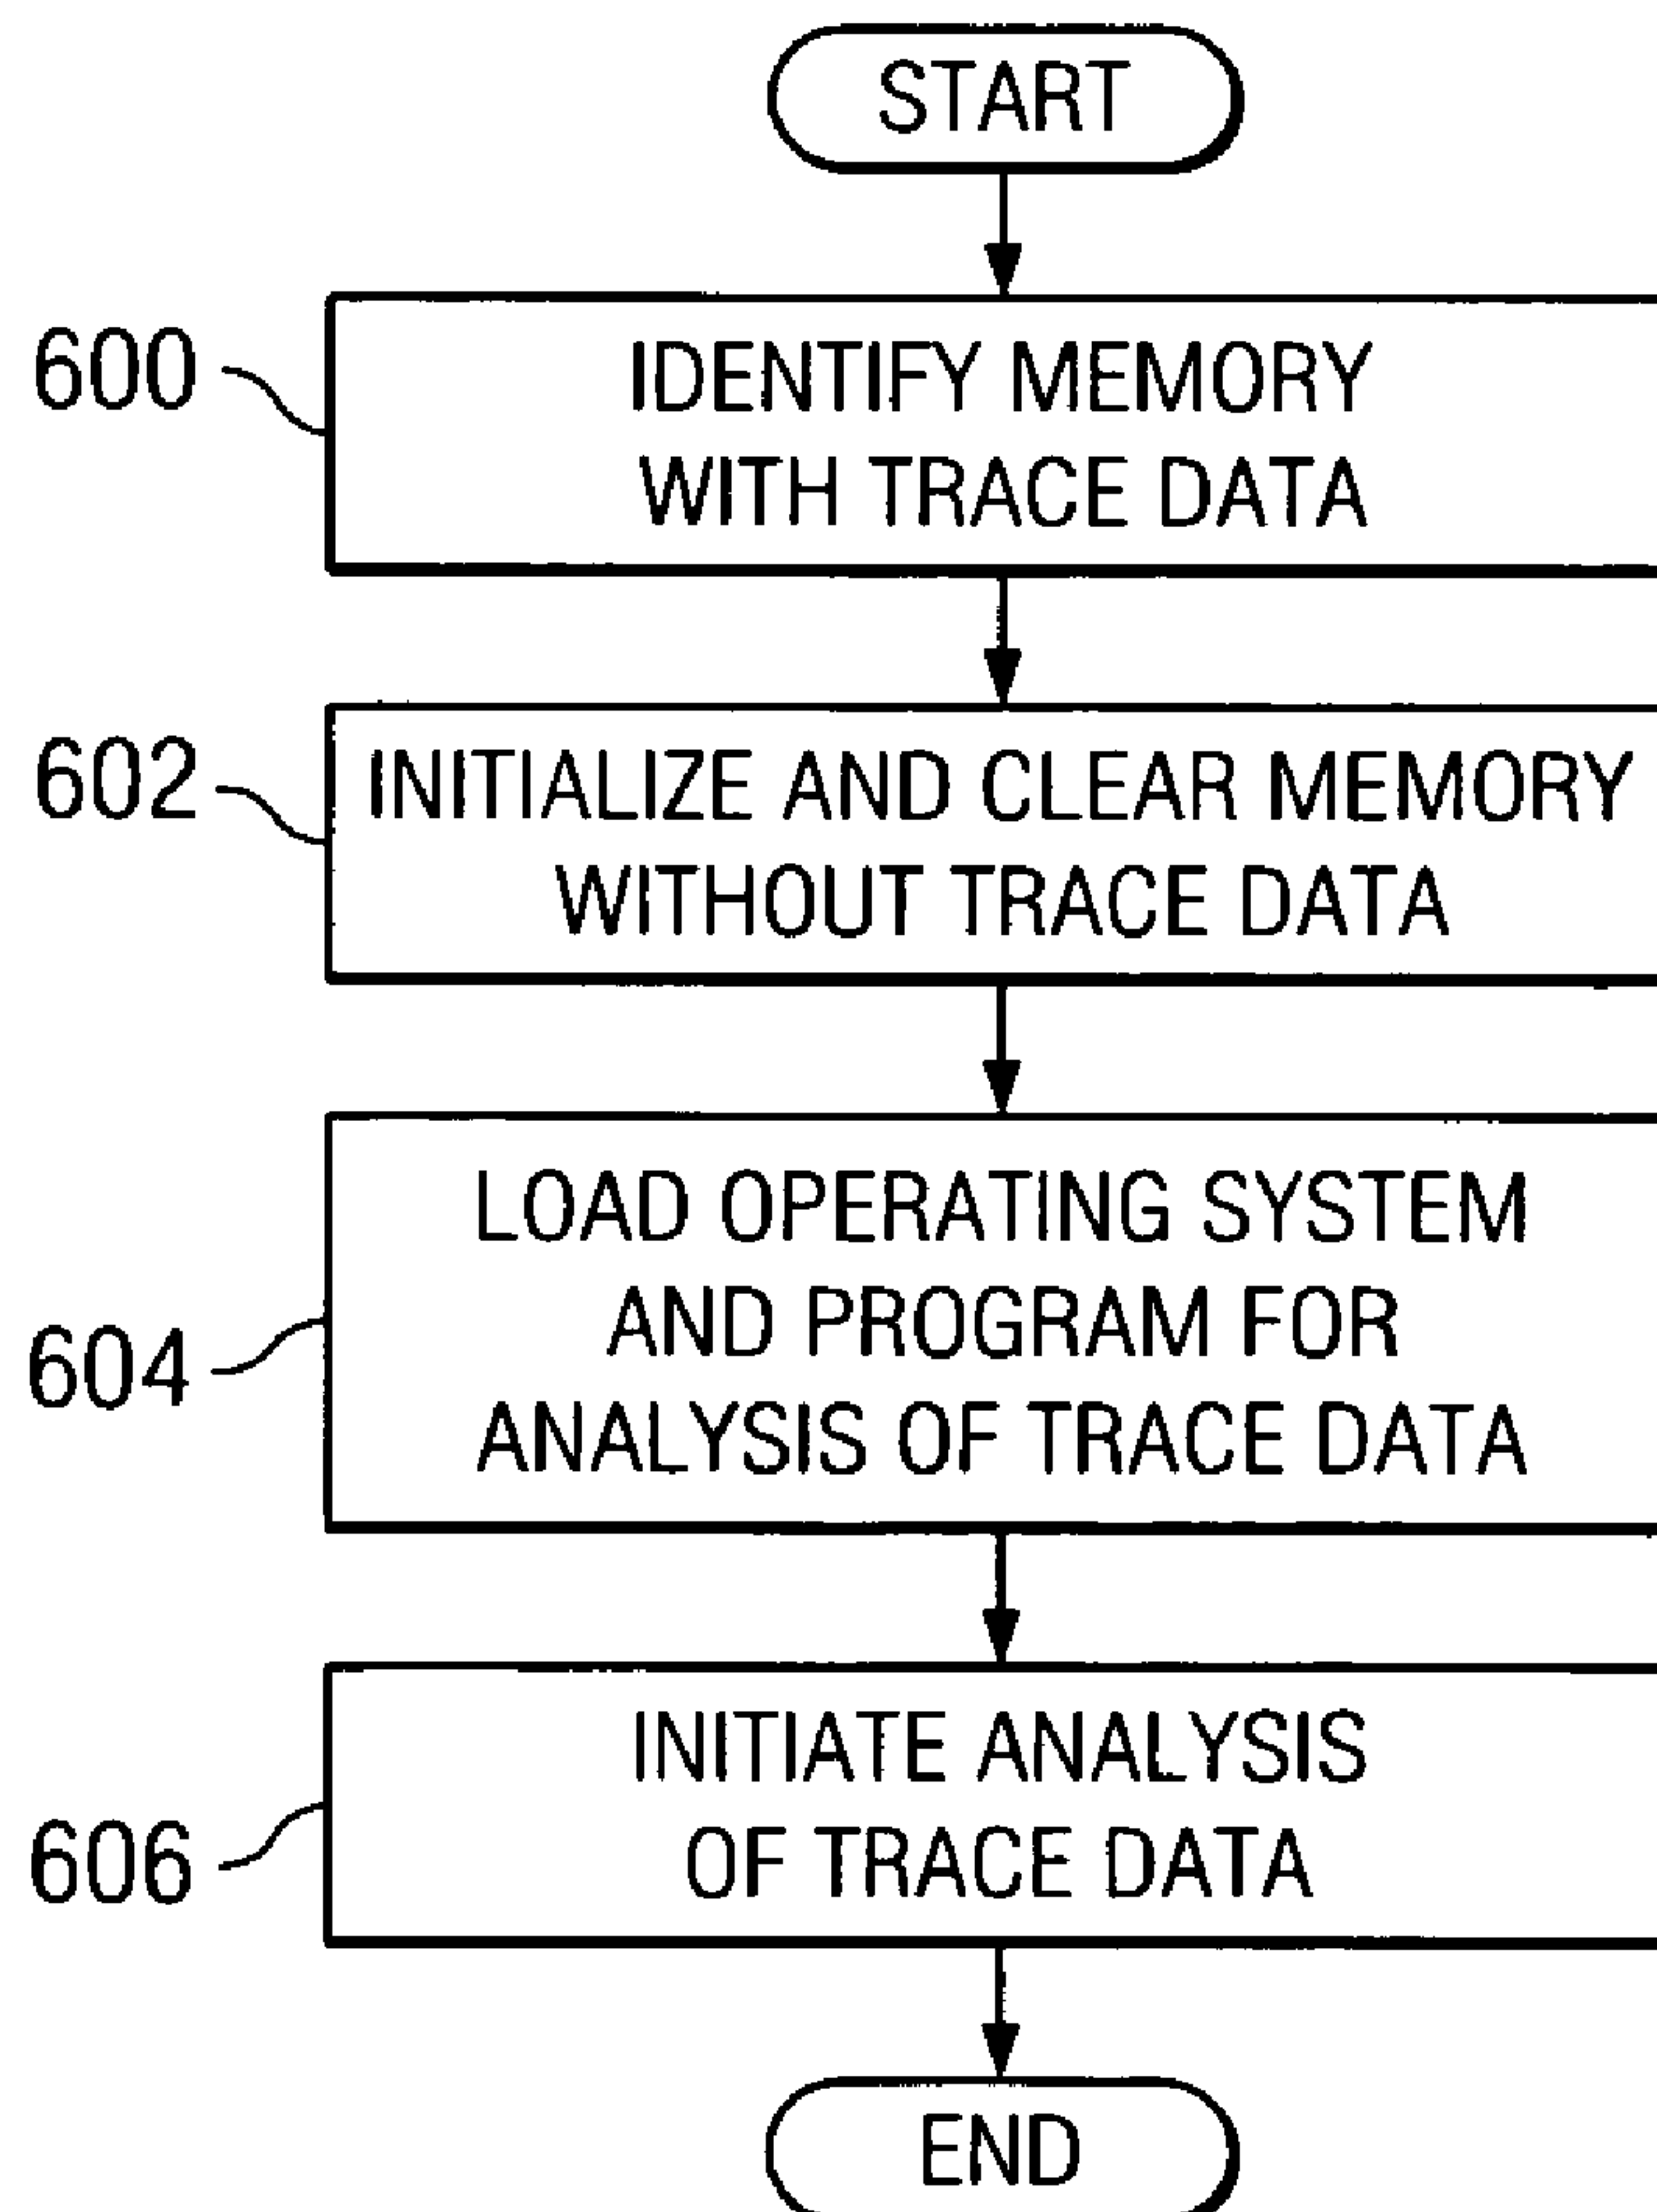 START
600
IDENTIFY MEMORY
WITH TRACE DATA
602
INITIALIZE AND CLEAR MEMORY
WITHOUT TRACE DATA
604
LOAD OPERATING SYSTEM
AND PROGRAM FOR
ANALYSIS OF TRACE DATA
606
INITIATE ANALYSIS
OF TRACE DATA
END